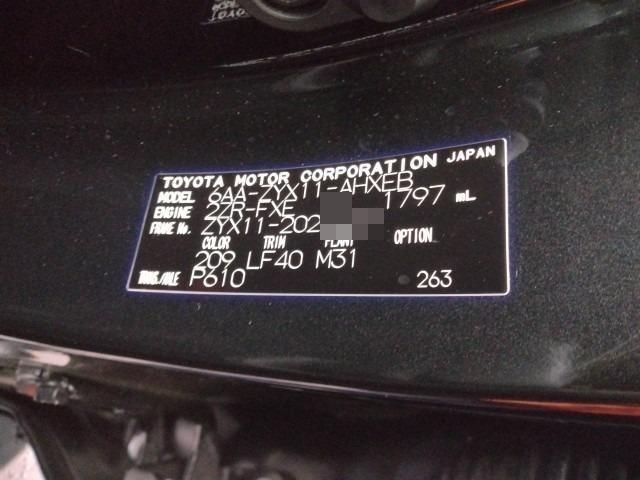 TOYOTA MOTOR CORPORATION JAPAN
MODEL 6AA-ZYX11-AHXEB
ENGINE 2ZR-FXE 1797 mL
FRAME No. ZYX11-202
COLOR TRIM PLANT OPTION
209 LF40 M31
TRANS./AXLE P610 263